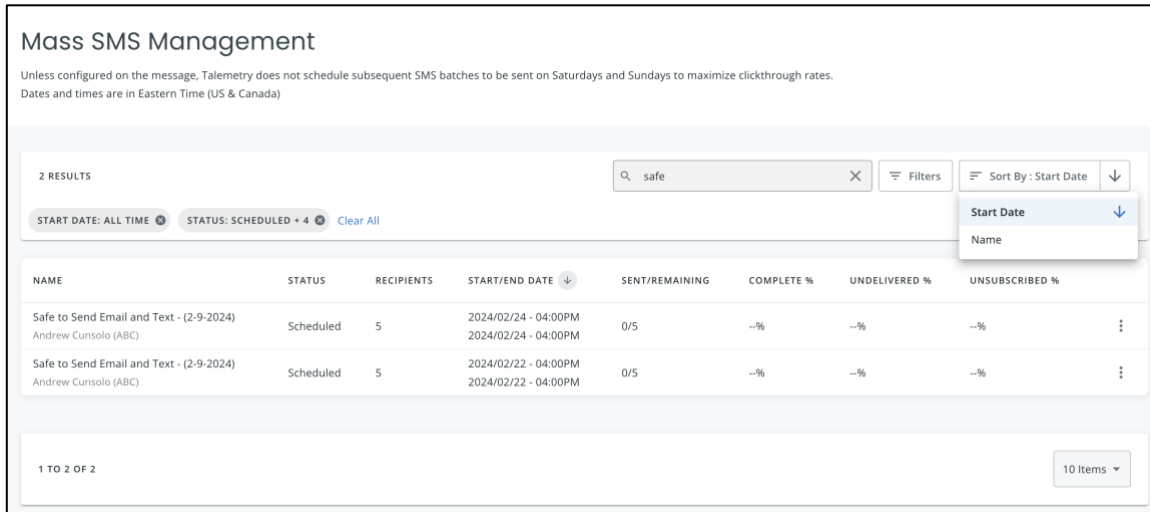 Mass SMS Management
Unless configured on the message, Talemetry does not schedule subsequent SMS batches to be sent on Saturdays and Sundays to maximize clickthrough rates.
Dates and times are in Eastern Time (US & Canada)
2 RESULTS
safe
Filters
Sort By : Start Date
START DATE: ALL TIME
STATUS: SCHEDULED + 4
Clear All
Start Date
Name
NAME STATUS RECIPIENTS START/END DATE SENT/REMAINING COMPLETE % UNDELIVERED % UNSUBSCRIBED %
Safe to Send Email and Text - (2-9-2024)
Andrew Cunsolo (ABC)
Scheduled 5
2024/02/24 - 04:00PM
2024/02/24 - 04:00PM
0/5 --% --% --%
Safe to Send Email and Text - (2-9-2024)
Andrew Cunsolo (ABC)
Scheduled 5
2024/02/22 - 04:00PM
2024/02/22 - 04:00PM
0/5 --% --% --%
1 TO 2 OF 2
10 Items